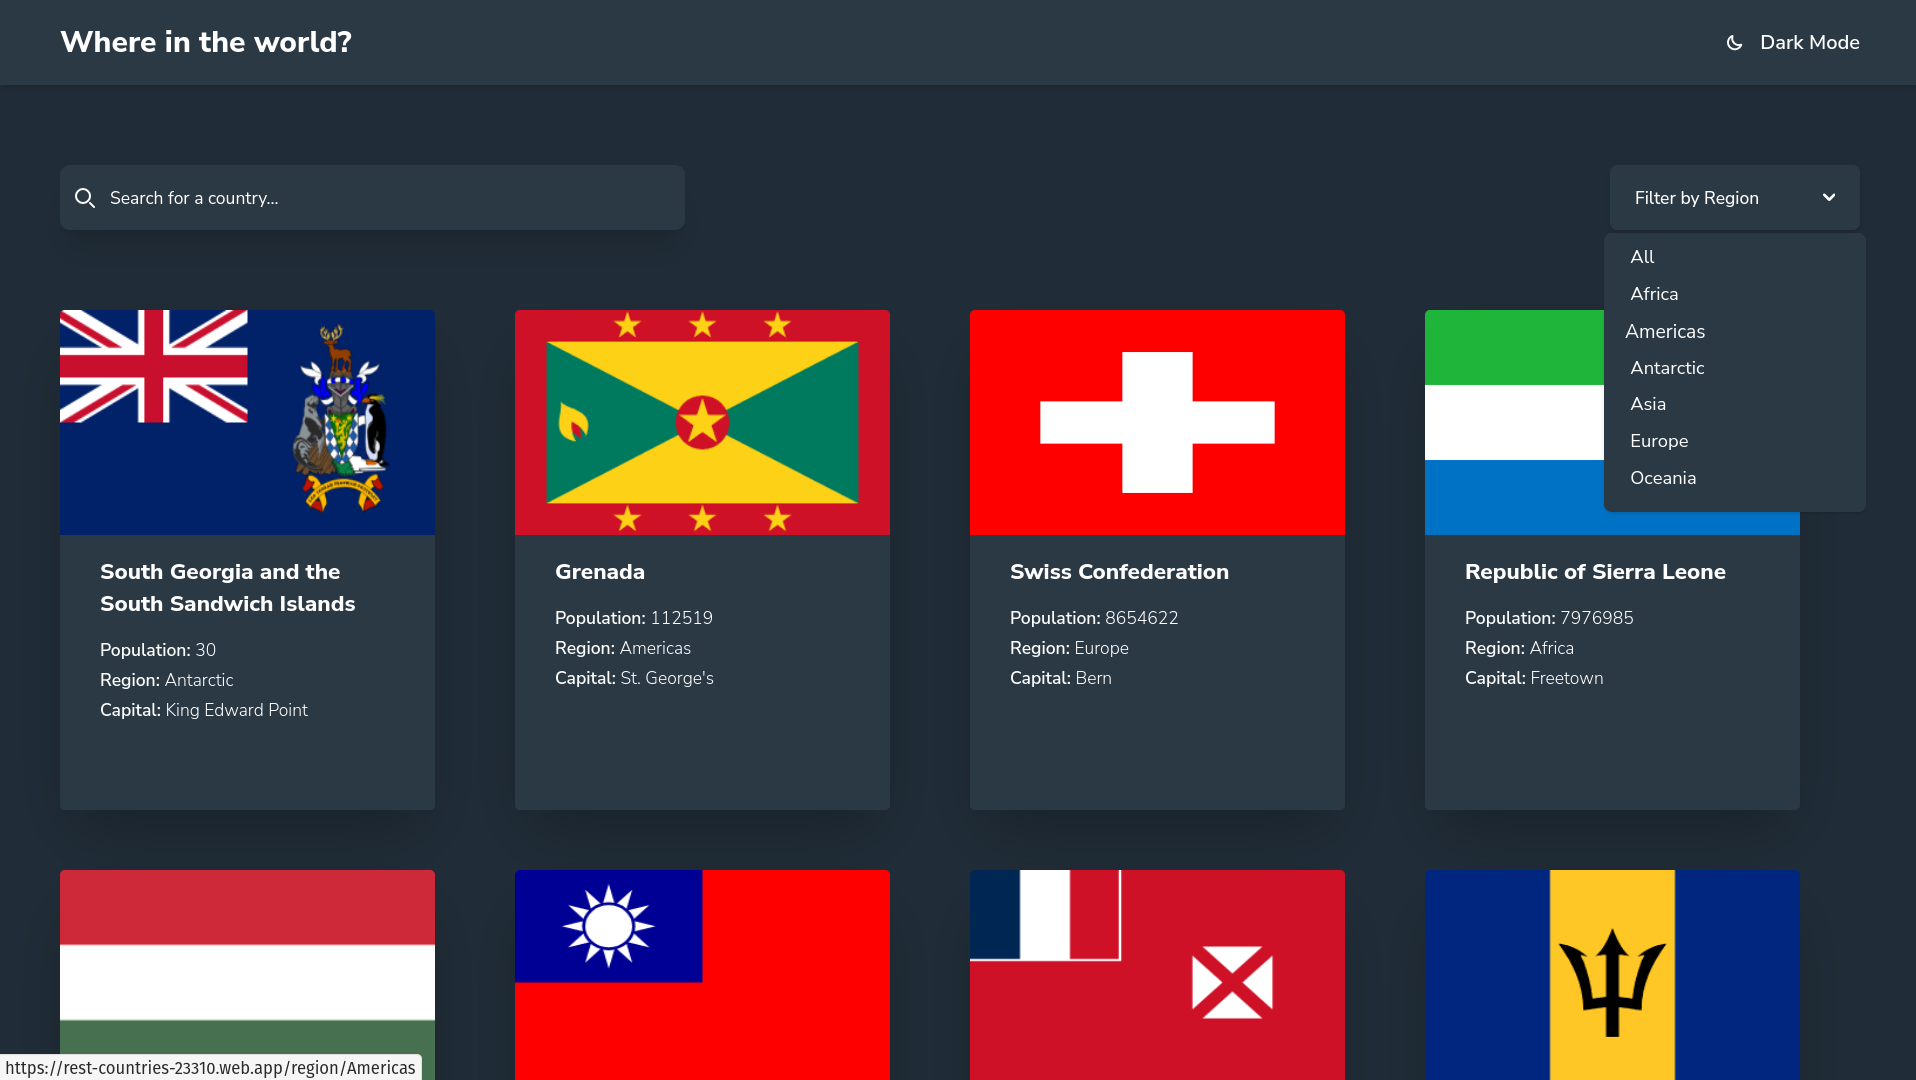 Where in the world?
Dark Mode
Search for a country...
Filter by Region
All
Africa
Americas
Antarctic
Asia
Europe
Oceania
South Georgia and the
South Sandwich Islands
Population: 30
Region: Antarctic
Capital: King Edward Point
Grenada
Population: 112519
Region: Americas
Capital: St. George's
Swiss Confederation
Population: 8654622
Region: Europe
Capital: Bern
Republic of Sierra Leone
Population: 7976985
Region: Africa
Capital: Freetown
https://rest-countries-23310.web.app/region/Americas